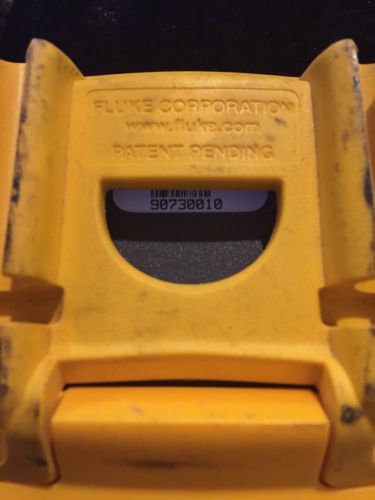 FLUKE CORPORATION
www.fluke.com
PATENT PENDING
90730010